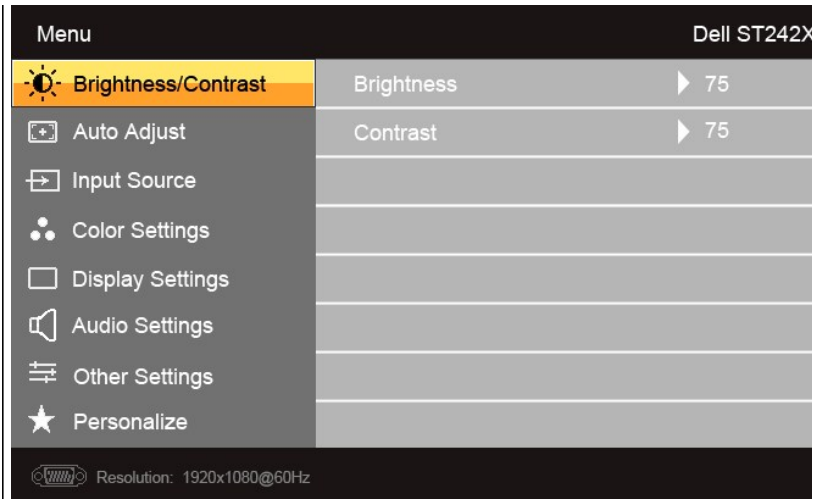 Menu Dell ST242X
Brightness/Contrast Brightness 75
Auto Adjust Contrast 75
Input Source
Color Settings
Display Settings
Audio Settings
Other Settings
Personalize
Resolution: 1920x1080@60Hz